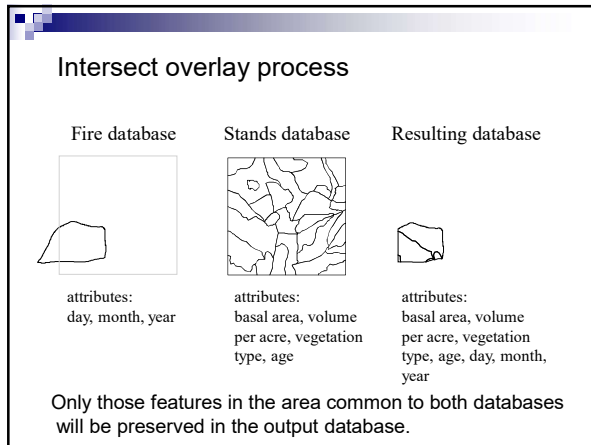 Intersect overlay process
Fire database
Stands database
Resulting database
attributes:
day, month, year
attributes:
basal area, volume
per acre, vegetation
type, age
attributes:
basal area, volume
per acre, vegetation
type, age, day, month,
year
Only those features in the area common to both databases
will be preserved in the output database.